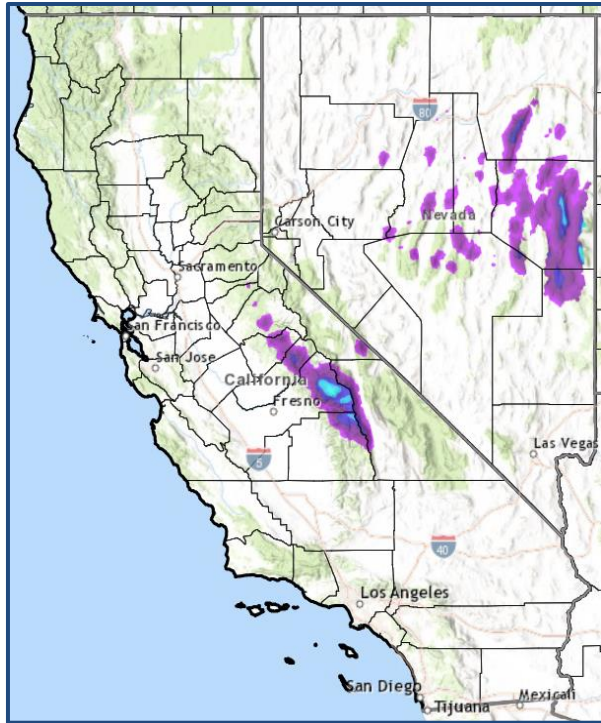 80
Nevada
Carson City
Sacramento
San Francisco
San Jose
California
Fresno
Las Vegas
5
40
Los Angeles
San Diego
Tijuana
Mexicali